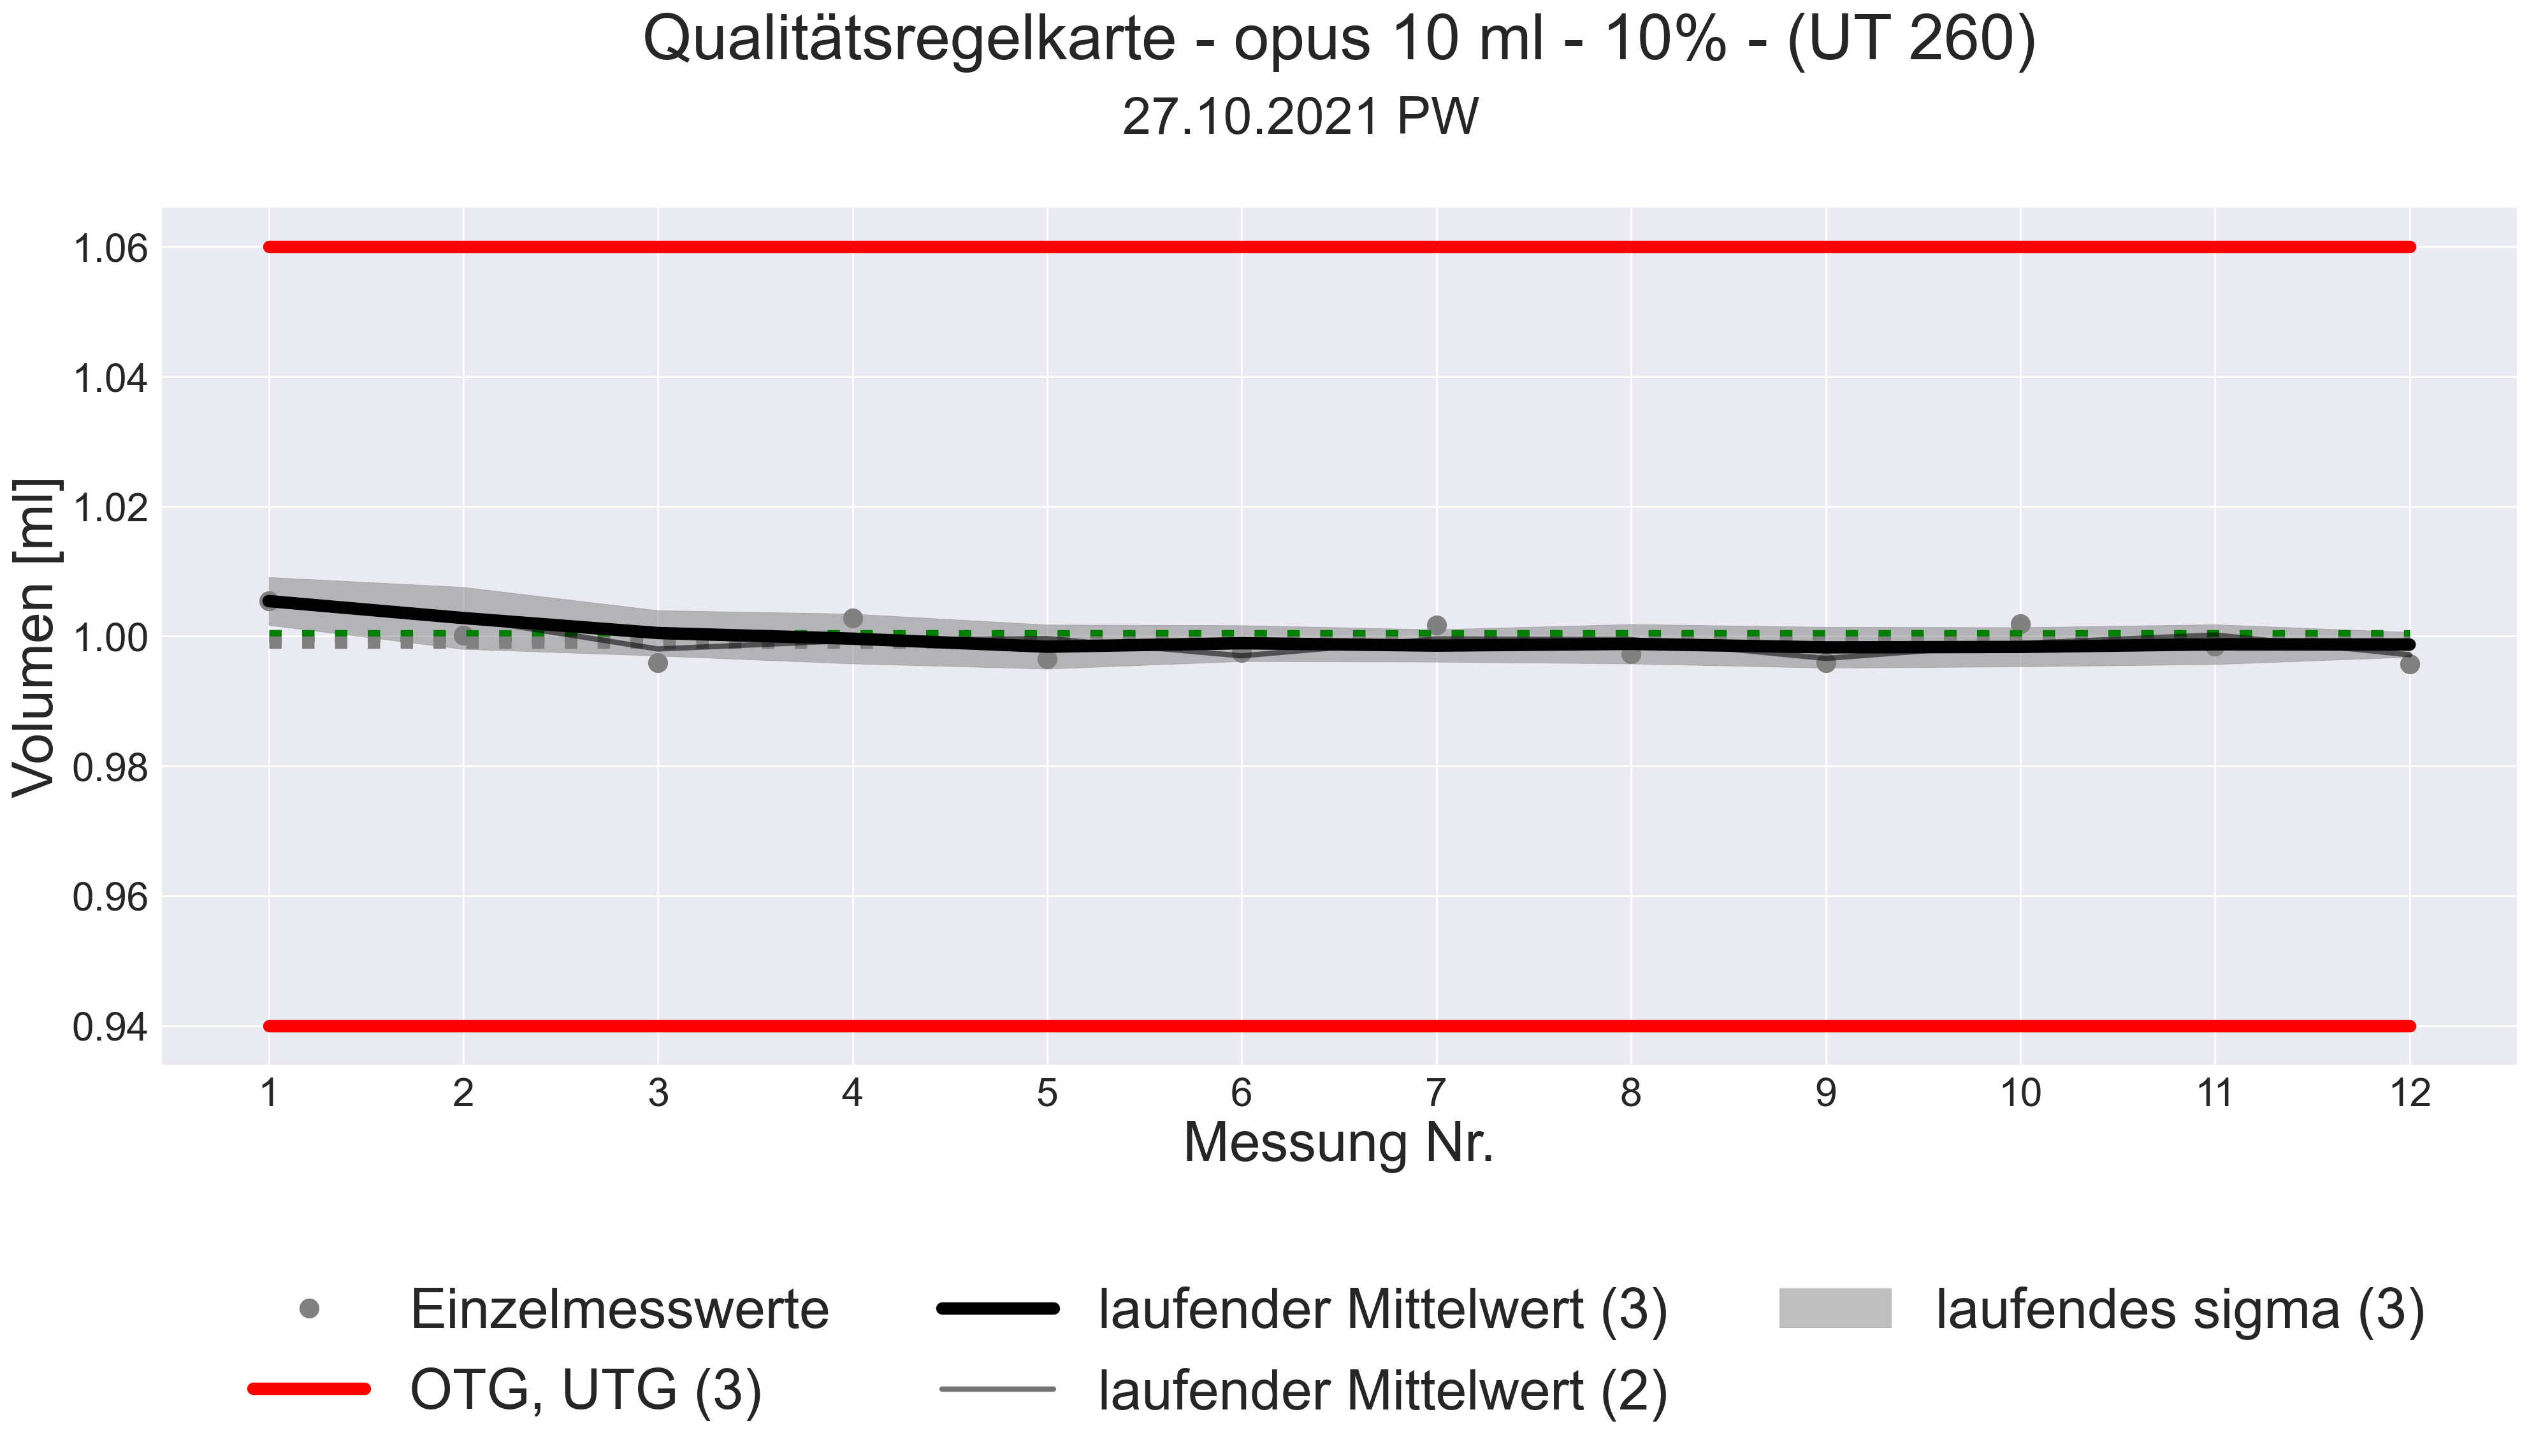 Qualitätsregelkarte - opus 10 ml - 10% - (UT 260)
27.10.2021 PW
Volumen [ml]
1.06
1.04
1.02
1.00
0.98
0.96
0.94
1 2 3 4 5 6 7 8 9 10 11 12
Messung Nr.
Einzelmesswerte
OTG, UTG (3)
laufender Mittelwert (3)
laufender Mittelwert (2)
laufendes sigma (3)